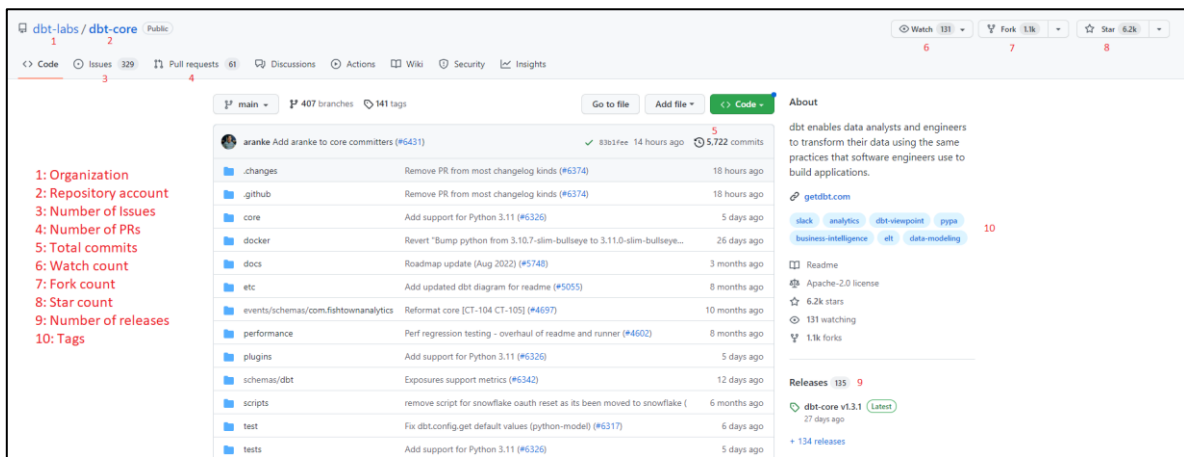 dbt-labs / dbt-core Public
Watch 131 Fork 1.1k Star 6.2k
1 2
6 7 8
Code Issues 329 Pull requests 61 Discussions Actions Wiki Security Insights
3 4
main 407 branches 141 tags Go to file Add file Code
5
aranke Add aranke to core committers (#6431) 83b1fee 14 hours ago 5,722 commits
.changes Remove PR from most changelog kinds (#6374) 18 hours ago
.github Remove PR from most changelog kinds (#6374) 18 hours ago
core Add support for Python 3.11 (#6326) 5 days ago
docker Revert "Bump python from 3.10.7-slim-bullseye to 3.11.0-slim-bullseye... 26 days ago
docs Roadmap update (Aug 2022) (#5748) 3 months ago
etc Add updated dbt diagram for readme (#5055) 8 months ago
events/schemas/com.fishtownanalytics Reformat core [CT-104 CT-105] (#4697) 10 months ago
performance Perf regression testing - overhaul of readme and runner (#4602) 8 months ago
plugins Add support for Python 3.11 (#6326) 5 days ago
schemas/dbt Exposures support metrics (#6342) 12 days ago
scripts remove script for snowflake oauth reset as its been moved to snowflake ( 6 months ago
test Fix dbt.config.get default values (python-model) (#6317) 6 days ago
tests Add support for Python 3.11 (#6326) 5 days ago
About
dbt enables data analysts and engineers
to transform their data using the same
practices that software engineers use to
build applications.
getdbt.com
slack analytics dbt-viewpoint pypa
business-intelligence elt data-modeling
10
Readme
Apache-2.0 license
6.2k stars
131 watching
1.1k forks
Releases 135 9
dbt-core v1.3.1 Latest
27 days ago
+ 134 releases
1: Organization
2: Repository account
3: Number of Issues
4: Number of PRs
5: Total commits
6: Watch count
7: Fork count
8: Star count
9: Number of releases
10: Tags